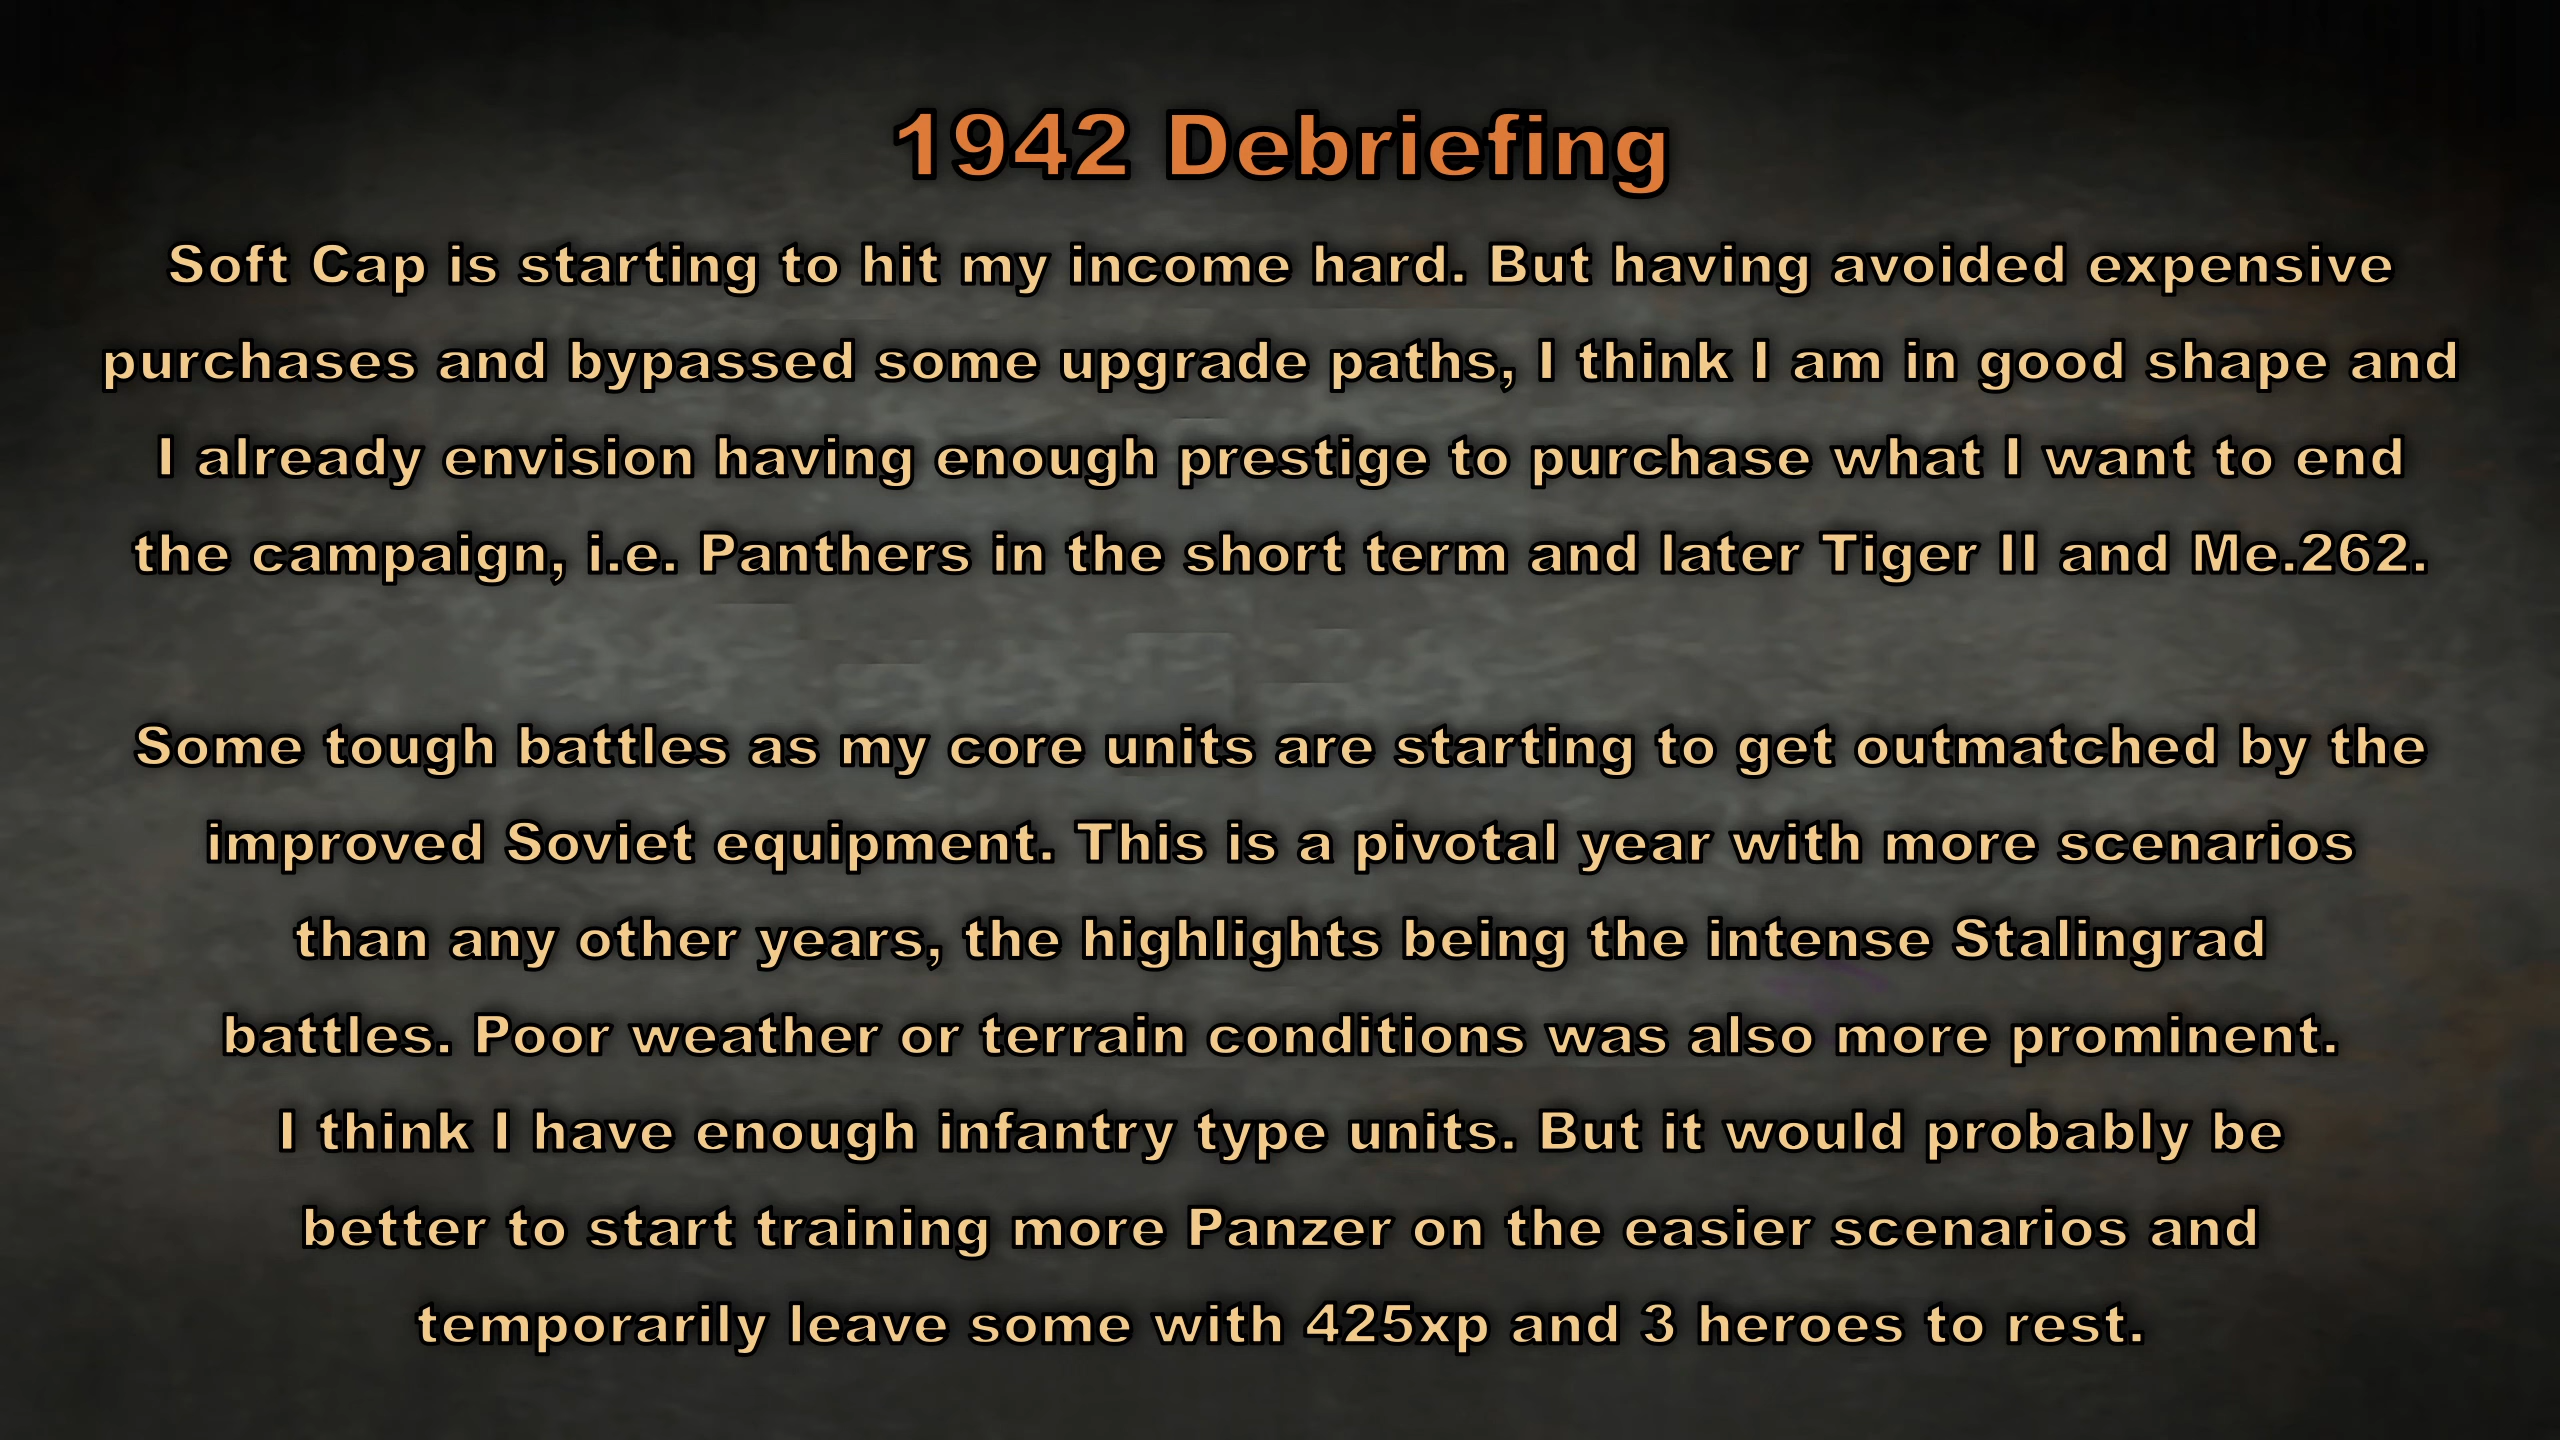 1942 Debriefing
Soft Cap is starting to hit my income hard. But having avoided expensive
purchases and bypassed some upgrade paths, I think I am in good shape and
I already envision having enough prestige to purchase what I want to end
the campaign, i.e. Panthers in the short term and later Tiger II and Me.262.
Some tough battles as my core units are starting to get outmatched by the
improved Soviet equipment. This is a pivotal year with more scenarios
than any other years, the highlights being the intense Stalingrad
battles. Poor weather or terrain conditions was also more prominent.
I think I have enough infantry type units. But it would probably be
better to start training more Panzer on the easier scenarios and
temporarily leave some with 425xp and 3 heroes to rest.